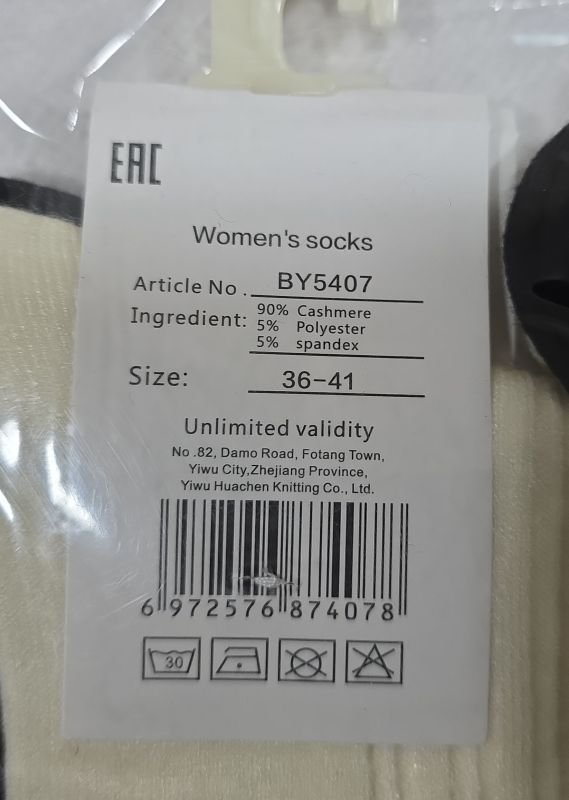 EAC
Women's socks
Article No . BY5407
Ingredient: 90% Cashmere
5% Polyester
5% spandex
Size: 36-41
Unlimited validity
No .82, Damo Road, Fotang Town,
Yiwu City,Zhejiang Province,
Yiwu Huachen Knitting Co., Ltd.
6 972576 874078
30